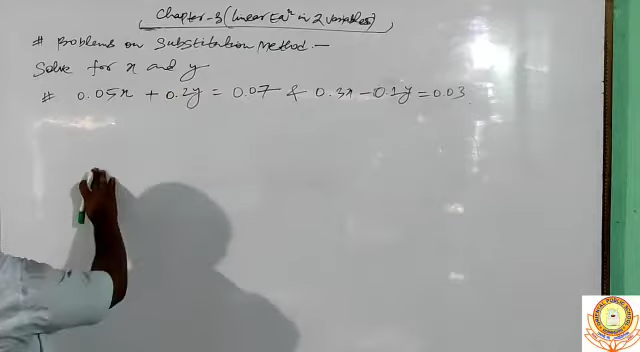 Chapter-3 (Linear Eqⁿ in 2 variables)
# Problems on Substitution Method.—
Solve for x and y
# 0.05x + 0.2y = 0.07 & 0.3x - 0.1y = 0.03